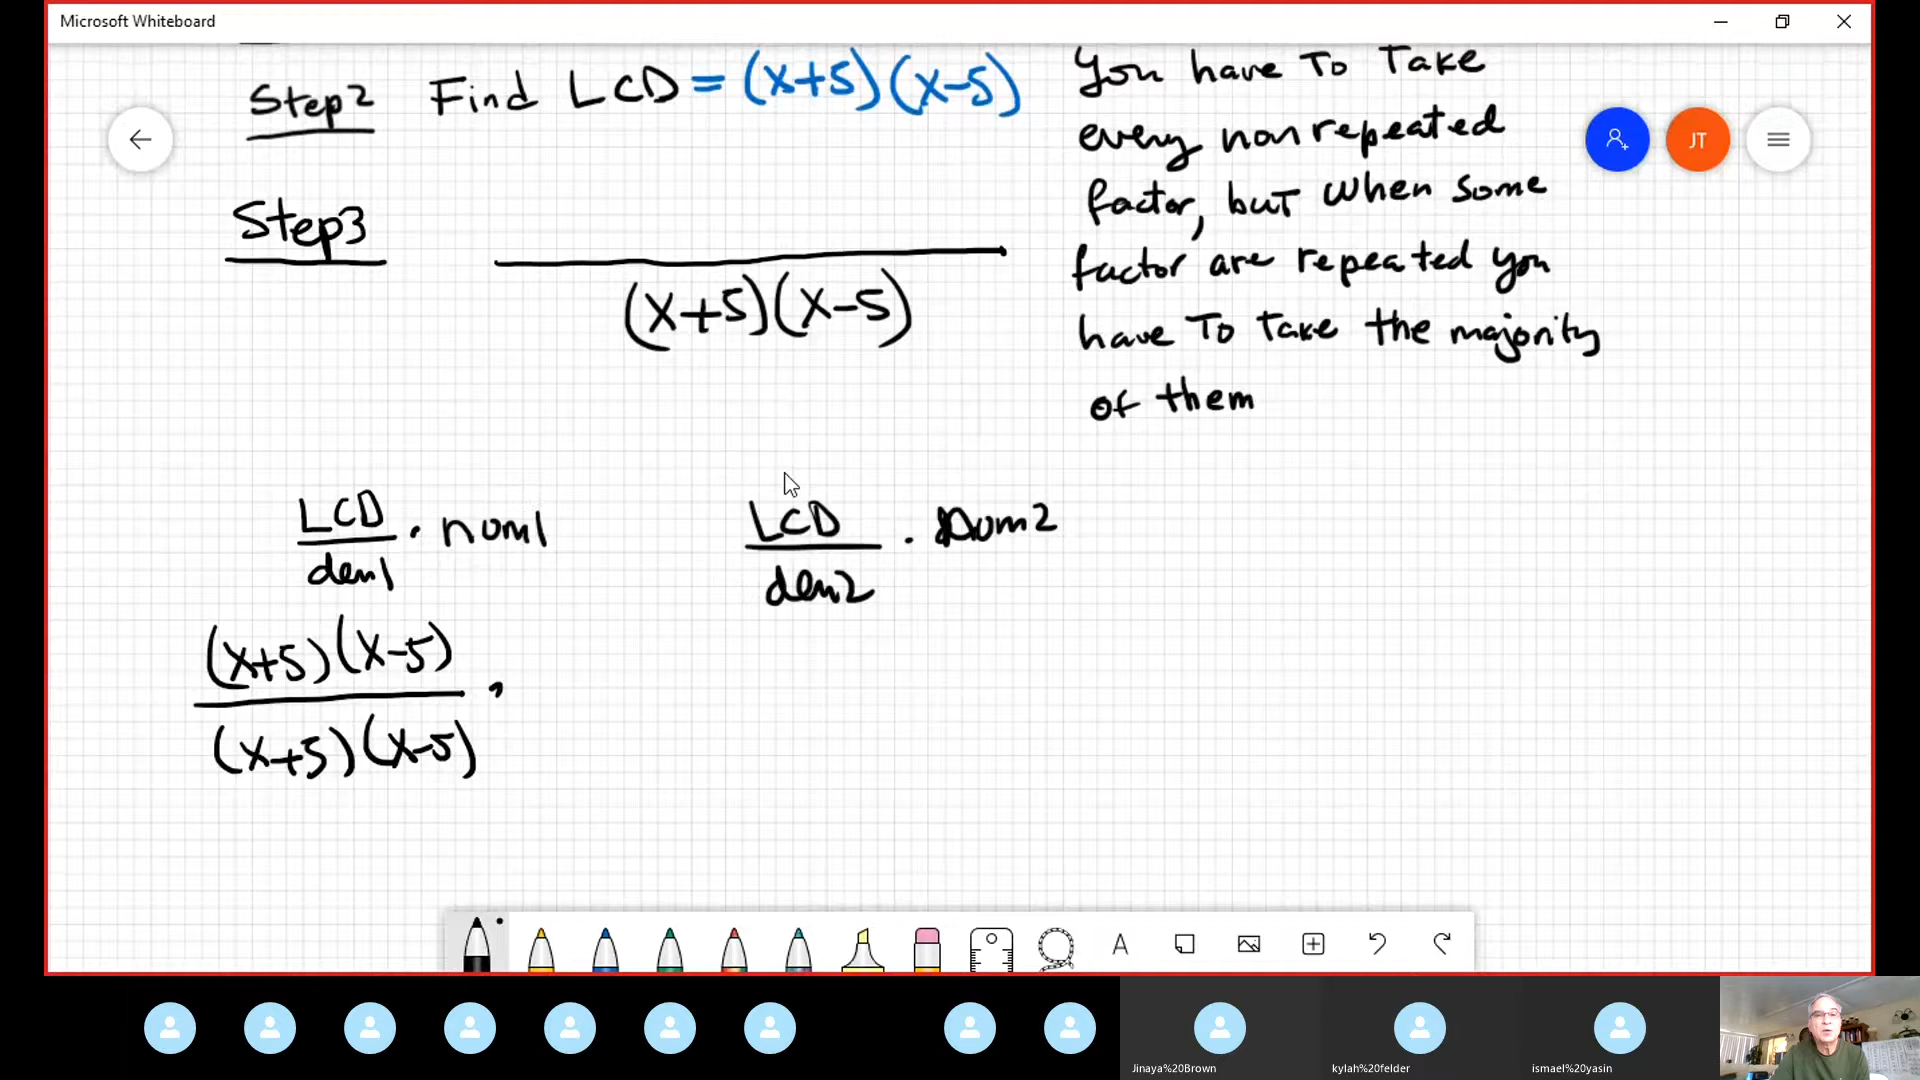 Microsoft Whiteboard
Step2 Find LCD = (x+5)(x-5)
You have To Take
every nonrepeated
factor, but when some
factor are repeated you
have To Take the majority
of them
JT
Step3
(x+5)(x-5)
LCD
den1
· num1
LCD
den2
. Num2
(x+5)(x-5)
(x+5)(x-5)
.
A
Jinaya%20Brown
kylah%20felder
ismael%20yasin